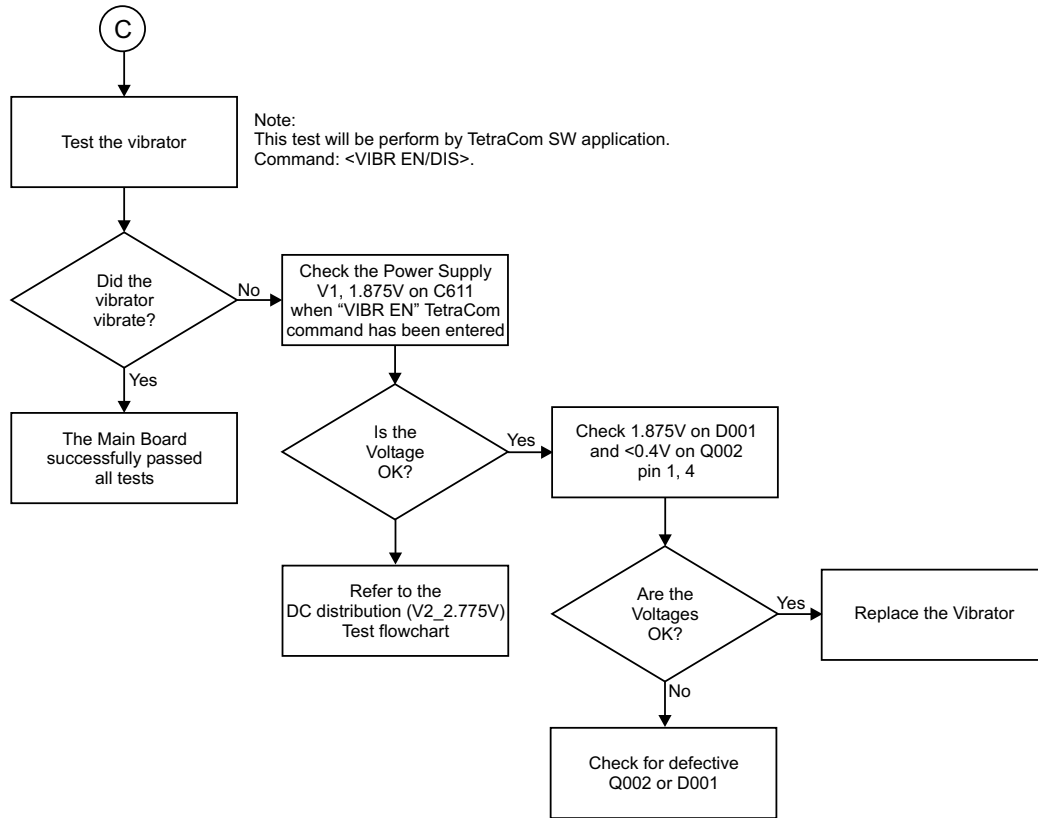 C
Test the vibrator
Note:
This test will be perform by TetraCom SW application.
Command: <VIBR EN/DIS>.
Did the
vibrator
vibrate?
No
Check the Power Supply
V1, 1.875V on C611
when “VIBR EN” TetraCom
command has been entered
Yes
The Main Board
successfully passed
all tests
Is the
Voltage
OK?
Yes
Check 1.875V on D001
and <0.4V on Q002
pin 1, 4
Refer to the
DC distribution (V2_2.775V)
Test flowchart
Are the
Voltages
OK?
Yes
Replace the Vibrator
No
Check for defective
Q002 or D001